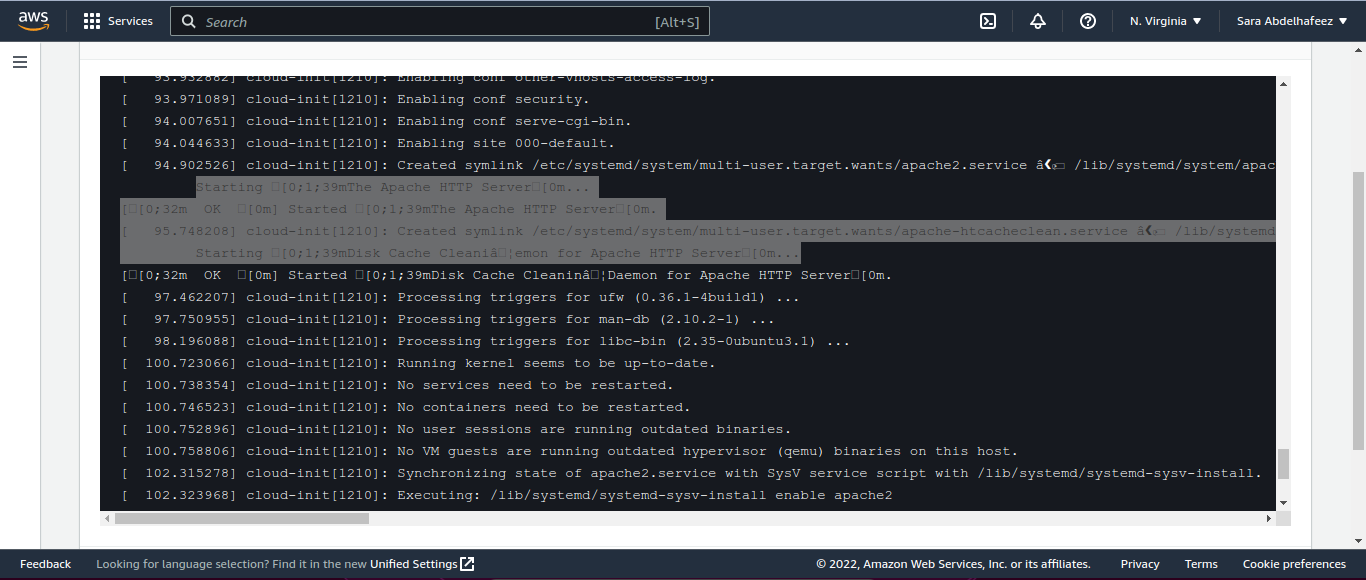 aws
Services
Search
[Alt+S]
N. Virginia
Sara Abdelhafeez
[   93.932882] cloud-init[1210]: Enabling conf other-vhosts-access-log.
[   93.971089] cloud-init[1210]: Enabling conf security.
[   94.007651] cloud-init[1210]: Enabling conf serve-cgi-bin.
[   94.044633] cloud-init[1210]: Enabling site 000-default.
[   94.902526] cloud-init[1210]: Created symlink /etc/systemd/system/multi-user.target.wants/apache2.service â /lib/systemd/system/apac
Starting □[0;1;39mThe Apache HTTP Server□[0m...
[□[0;32m  OK  □[0m] Started □[0;1;39mThe Apache HTTP Server□[0m.
[   95.748208] cloud-init[1210]: Created symlink /etc/systemd/system/multi-user.target.wants/apache-htcacheclean.service â /lib/systemd
Starting □[0;1;39mDisk Cache Cleaniâ□¦emon for Apache HTTP Server□[0m...
[□[0;32m  OK  □[0m] Started □[0;1;39mDisk Cache Cleaninâ□¦Daemon for Apache HTTP Server□[0m.
[   97.462207] cloud-init[1210]: Processing triggers for ufw (0.36.1-4build1) ...
[   97.750955] cloud-init[1210]: Processing triggers for man-db (2.10.2-1) ...
[   98.196088] cloud-init[1210]: Processing triggers for libc-bin (2.35-0ubuntu3.1) ...
[  100.723066] cloud-init[1210]: Running kernel seems to be up-to-date.
[  100.738354] cloud-init[1210]: No services need to be restarted.
[  100.746523] cloud-init[1210]: No containers need to be restarted.
[  100.752896] cloud-init[1210]: No user sessions are running outdated binaries.
[  100.758806] cloud-init[1210]: No VM guests are running outdated hypervisor (qemu) binaries on this host.
[  102.315278] cloud-init[1210]: Synchronizing state of apache2.service with SysV service script with /lib/systemd/systemd-sysv-install.
[  102.323968] cloud-init[1210]: Executing: /lib/systemd/systemd-sysv-install enable apache2
Feedback
Looking for language selection? Find it in the new Unified Settings
© 2022, Amazon Web Services, Inc. or its affiliates.
Privacy
Terms
Cookie preferences